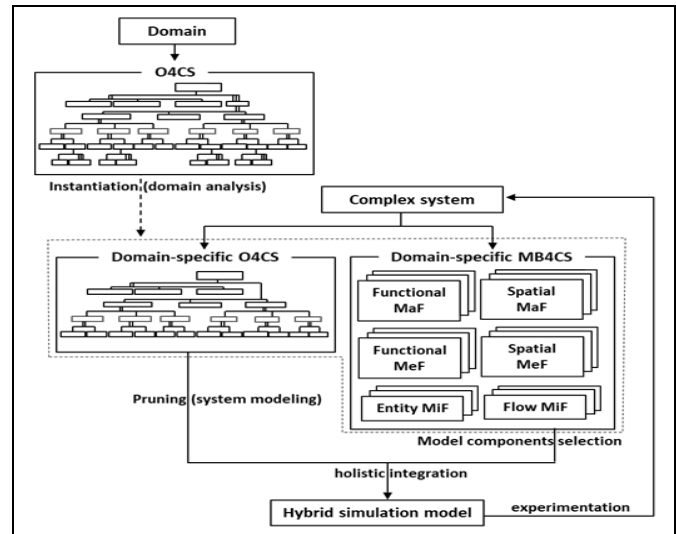 Domain
O4CS
Instantiation (domain analysis)
Complex system
Domain-specific O4CS
Domain-specific MB4CS
Functional
MaF
Spatial
MaF
Functional
MeF
Spatial
MeF
Entity MiF
Flow MiF
Pruning (system modeling)
Model components selection
holistic integration
Hybrid simulation model
experimentation